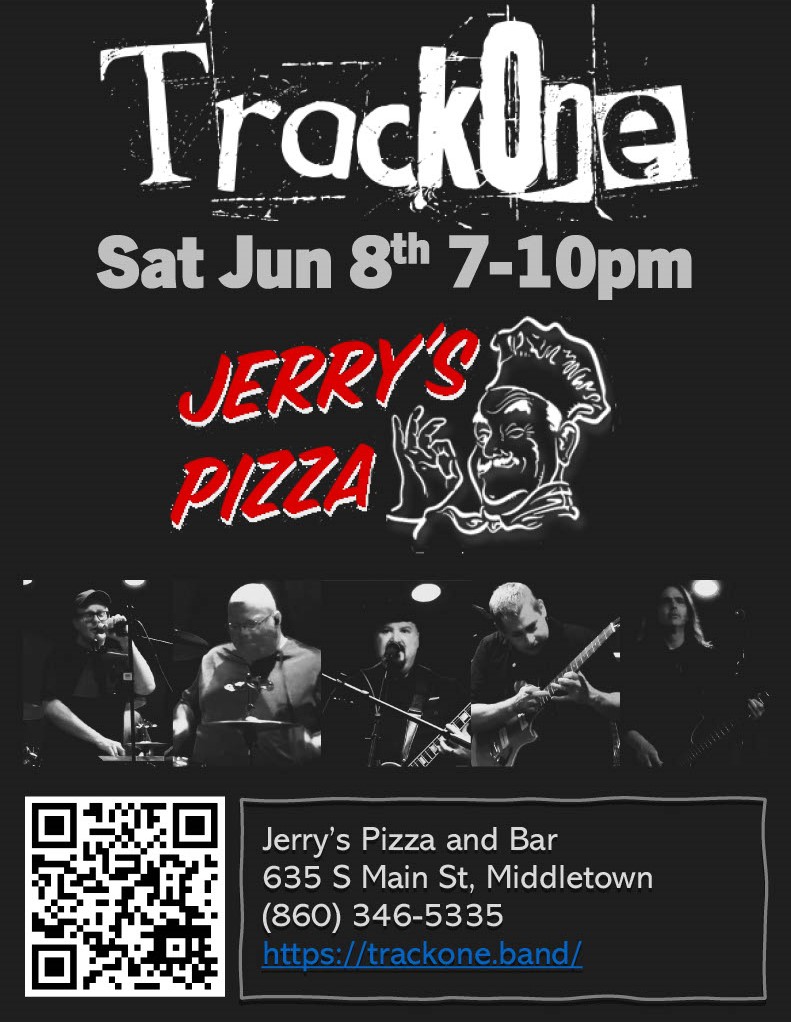 TrackOne
Sat Jun 8th 7-10pm
JERRY'S
PIZZA
Jerry's Pizza and Bar
635 S Main St, Middletown
(860) 346-5335
https://trackone.band/